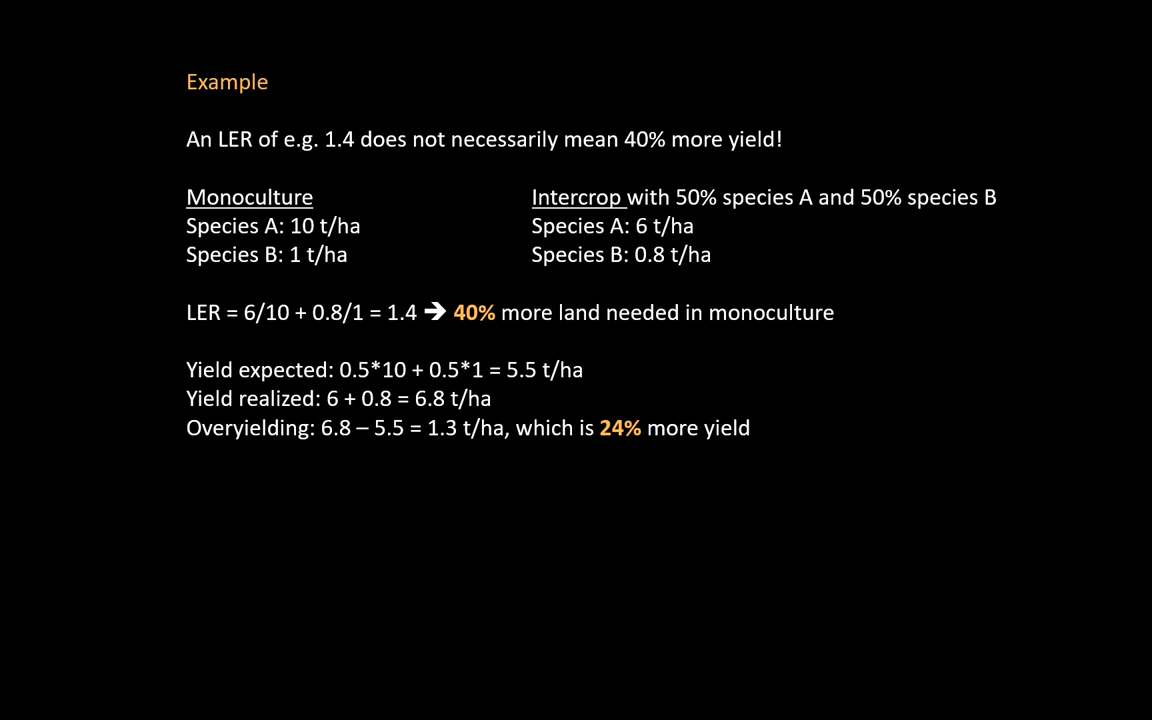 Example
An LER of e.g. 1.4 does not necessarily mean 40% more yield!
Monoculture
Species A: 10 t/ha
Species B: 1 t/ha
Intercrop with 50% species A and 50% species B
Species A: 6 t/ha
Species B: 0.8 t/ha
LER = 6/10 + 0.8/1 = 1.4 ➔ 40% more land needed in monoculture
Yield expected: 0.5*10 + 0.5*1 = 5.5 t/ha
Yield realized: 6 + 0.8 = 6.8 t/ha
Overyielding: 6.8 – 5.5 = 1.3 t/ha, which is 24% more yield